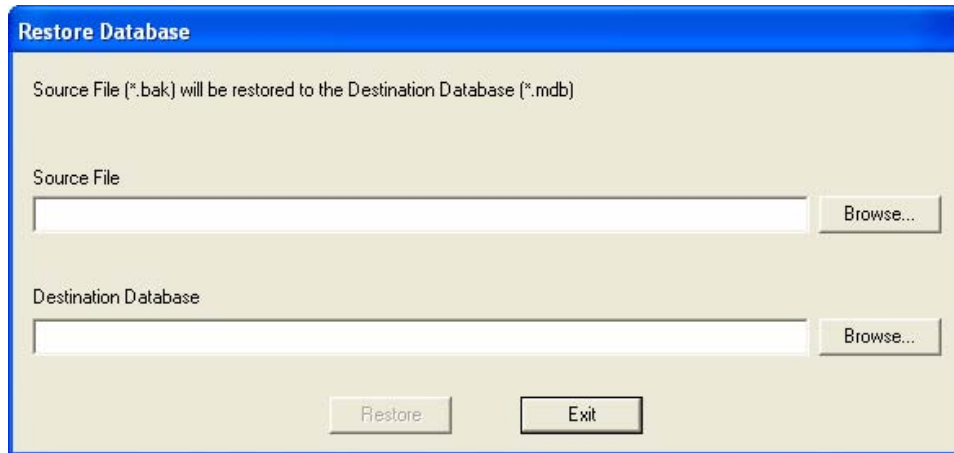 Restore Database
Source File (*.bak) will be restored to the Destination Database (*.mdb)
Source File
Browse...
Destination Database
Browse...
Restore
Exit